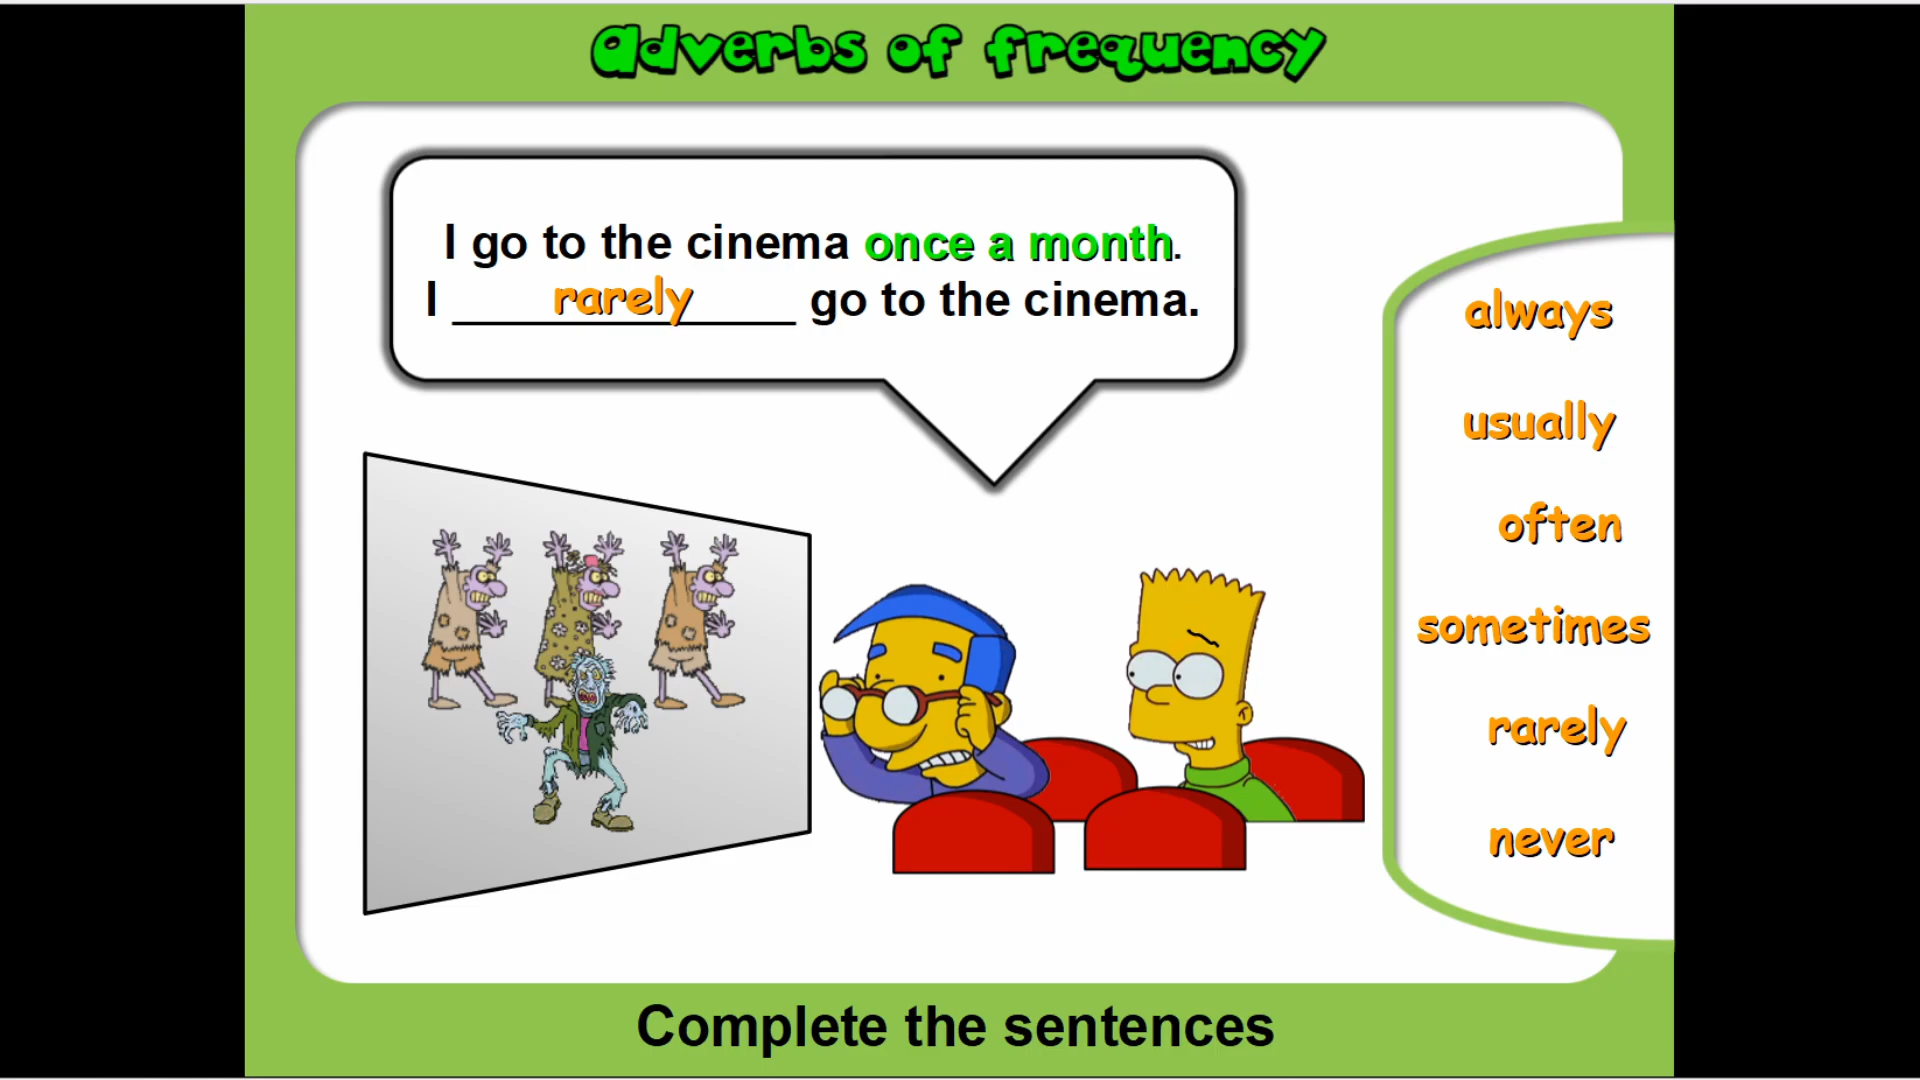 adverbs of frequency
I go to the cinema once a month.
I rarely go to the cinema.
always
usually
often
sometimes
rarely
never
Complete the sentences